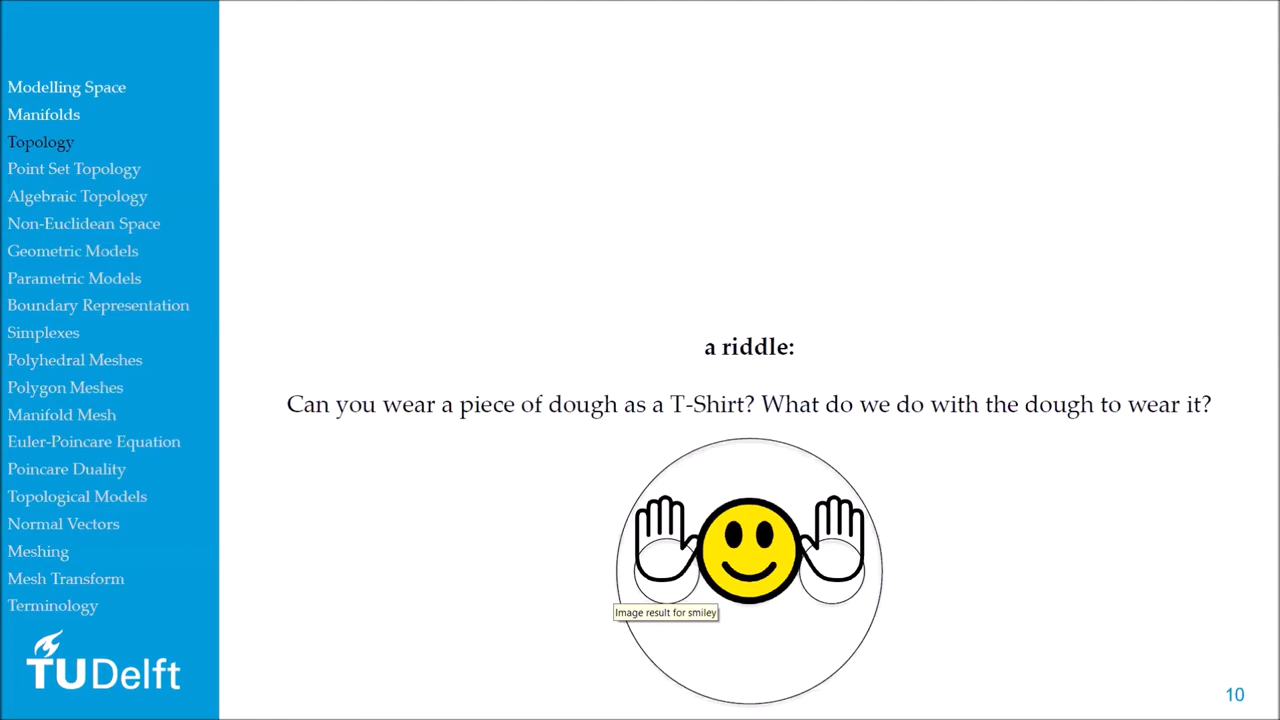 Modelling Space
Manifolds
Topology
Point Set Topology
Algebraic Topology
Non-Euclidean Space
Geometric Models
Parametric Models
Boundary Representation
Simplexes
Polyhedral Meshes
Polygon Meshes
Manifold Mesh
Euler-Poincare Equation
Poincare Duality
Topological Models
Normal Vectors
Meshing
Mesh Transform
Terminology
TUDelft
a riddle:
Can you wear a piece of dough as a T-Shirt? What do we do with the dough to wear it?
Image result for smiley
10